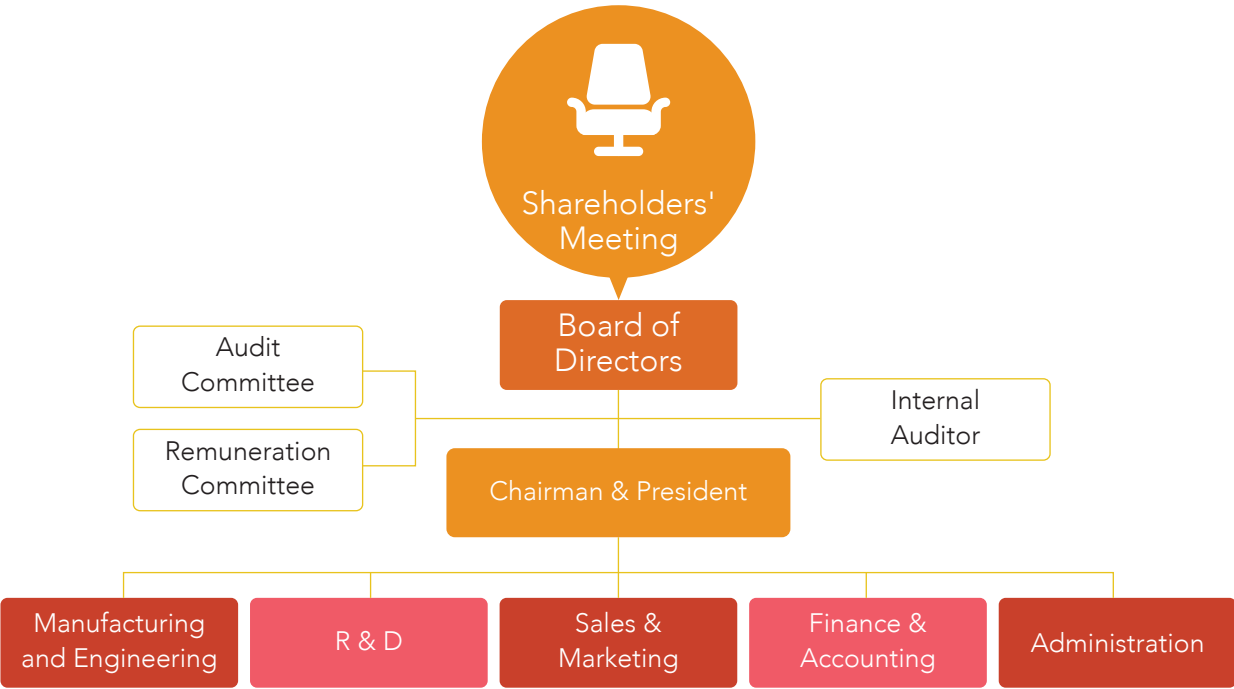 Shareholders'
Meeting
Board of
Directors
Audit
Committee
Remuneration
Committee
Internal
Auditor
Chairman & President
Manufacturing
and Engineering
R & D
Sales &
Marketing
Finance &
Accounting
Administration